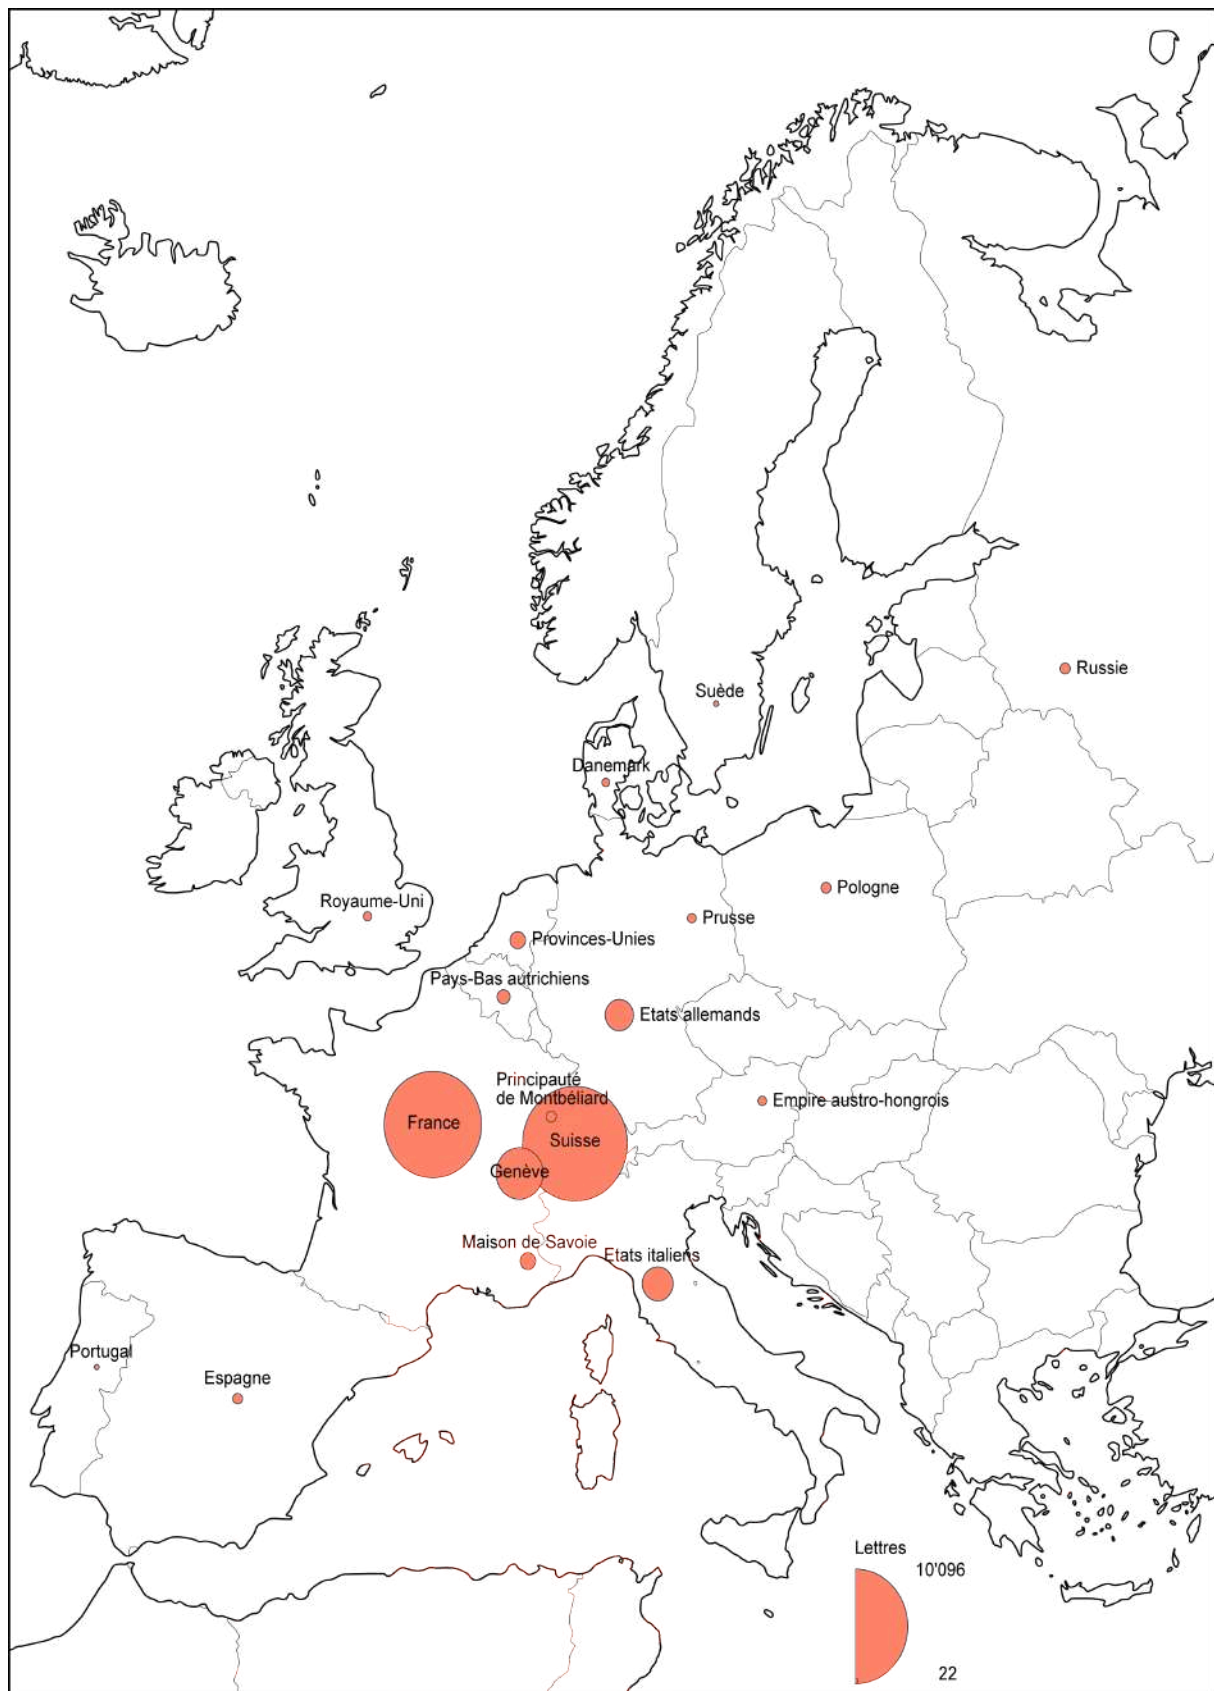 Russie
Suède
Danemark
Pologne
Royaume-Uni
Prusse
Provinces-Unies
Pays-Bas autrichiens
Etats allemands
Principauté
de Montbéliard
Empire austro-hongrois
France
Suisse
Genève
Maison de Savoie
Etats italiens
Portugal
Espagne
Lettres
10'096
22